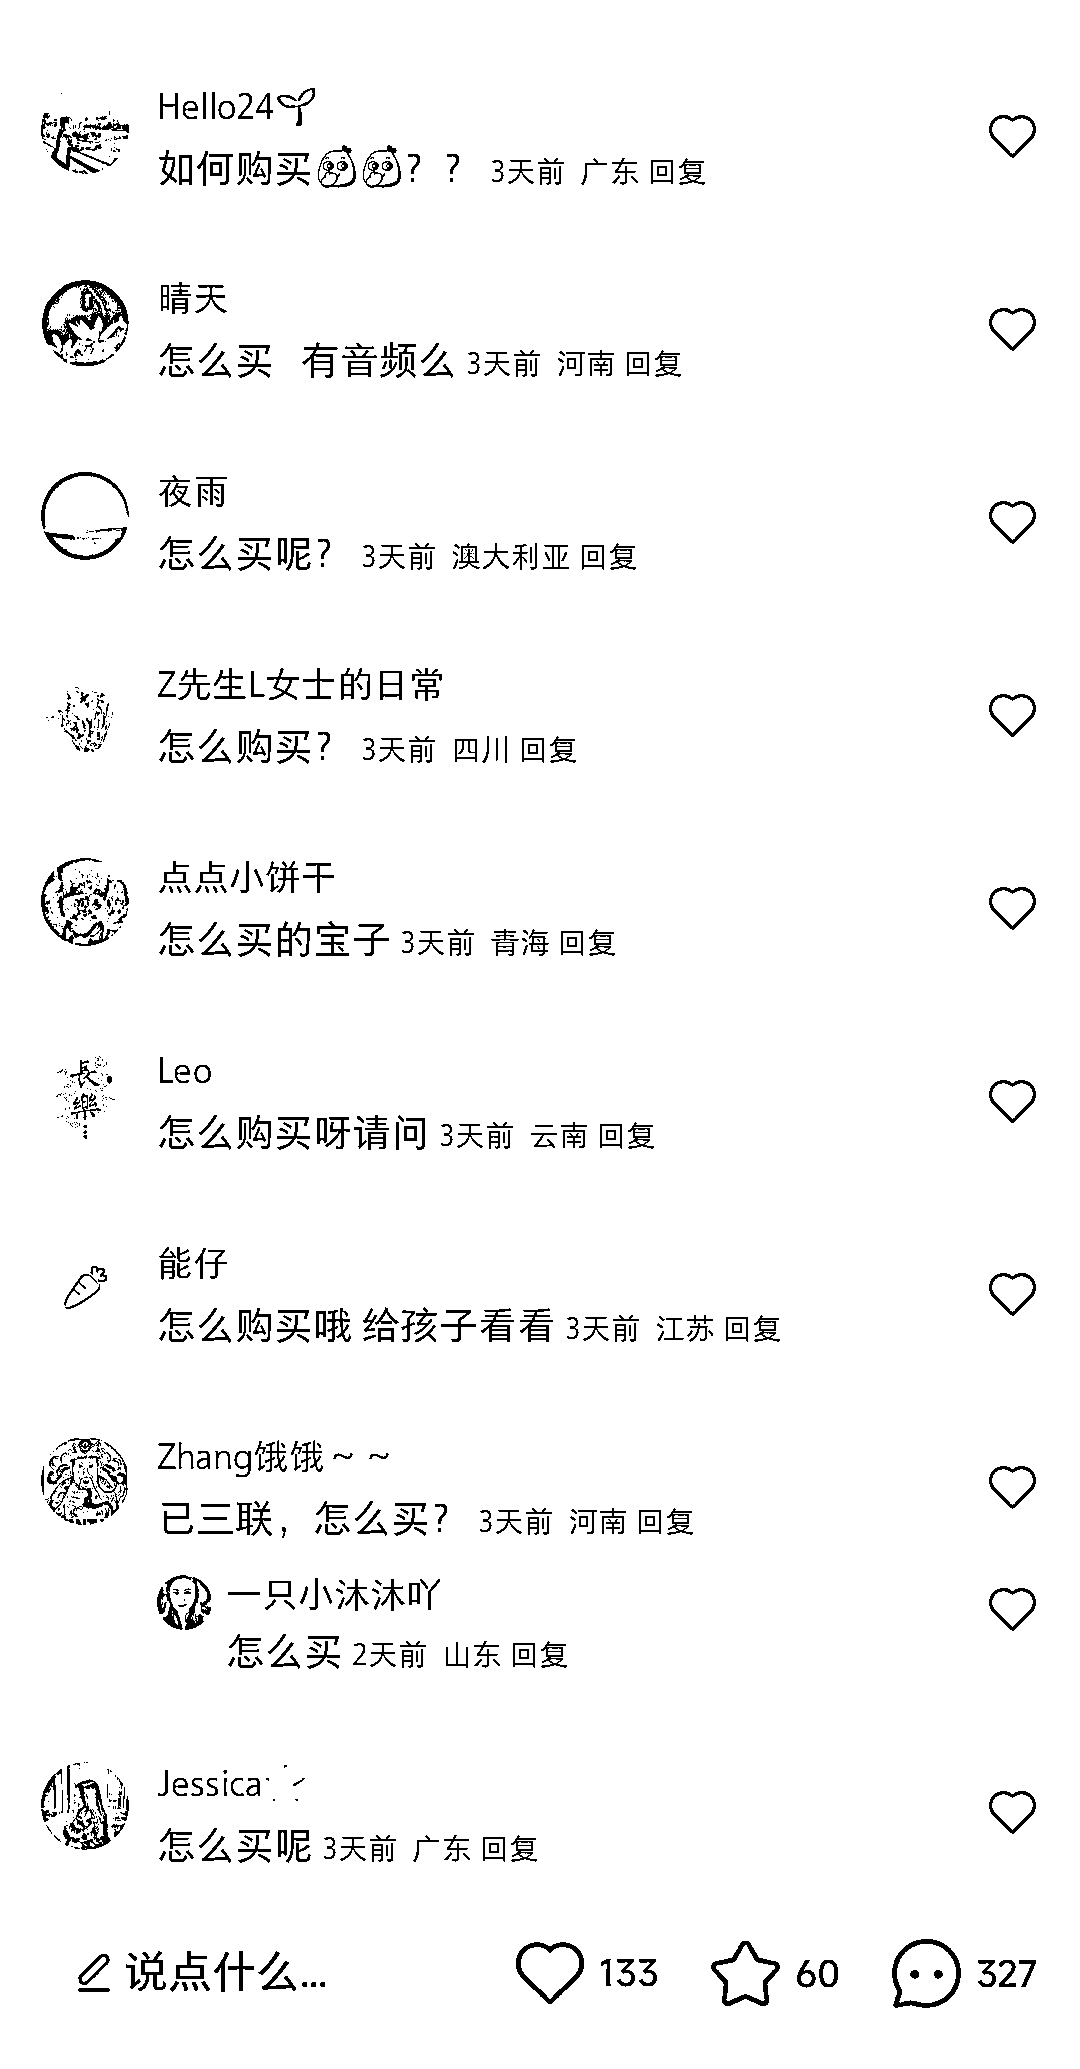 Hello24
如何购买？？ 3天前 广东 回复
晴天
怎么买 有音频么 3天前 河南 回复
夜雨
怎么买呢？ 3天前 澳大利亚 回复
Z先生L女士的日常
怎么购买？ 3天前 四川 回复
点点小饼干
怎么买的宝子 3天前 青海 回复
長樂
Leo
怎么购买呀请问 3天前 云南 回复
能仔
怎么购买哦 给孩子看看 3天前 江苏 回复
Zhang饿饿～～
已三联，怎么买？ 3天前 河南 回复
一只小沐沐吖
怎么买 2天前 山东 回复
Jessica
怎么买呢 3天前 广东 回复
说点什么... 133 60 327